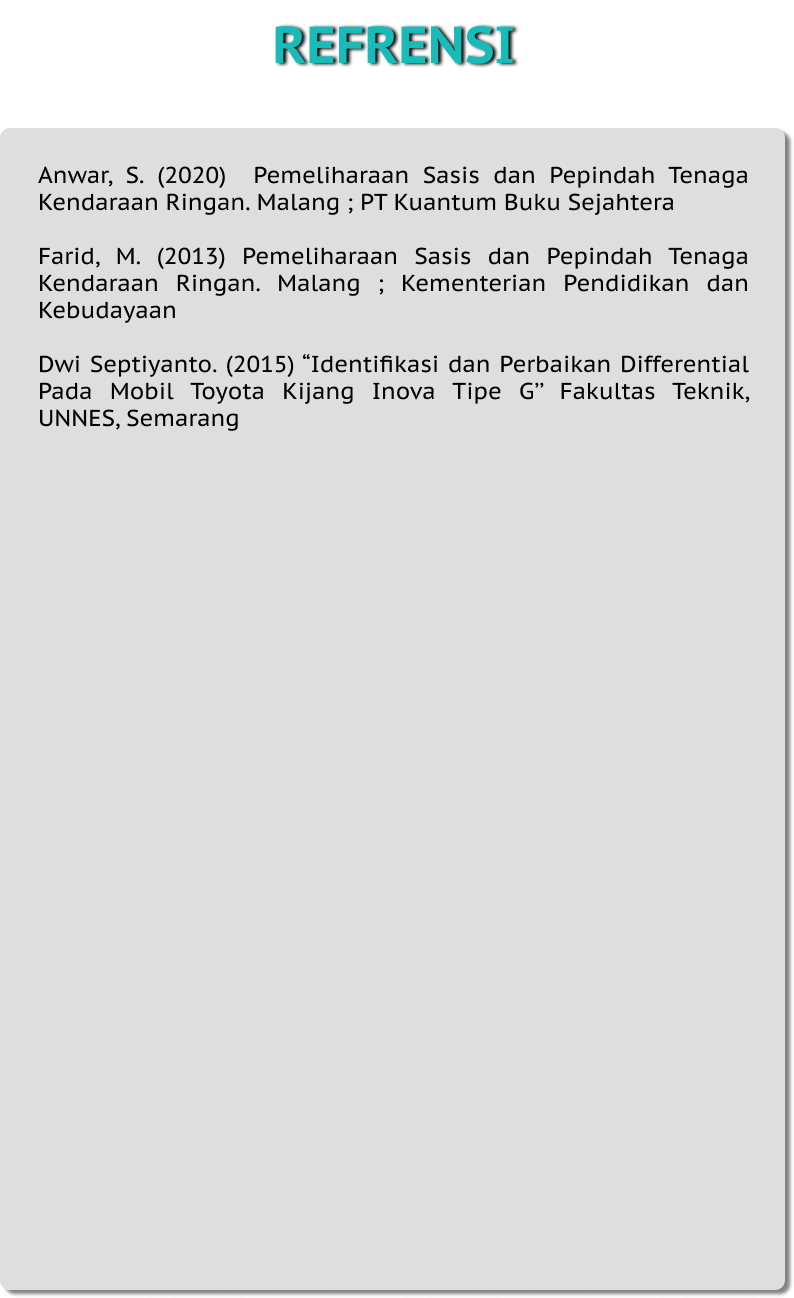 REFRENSI
Anwar, S. (2020)  Pemeliharaan Sasis dan Pepindah Tenaga
Kendaraan Ringan. Malang ; PT Kuantum Buku Sejahtera
Farid, M. (2013) Pemeliharaan Sasis dan Pepindah Tenaga
Kendaraan Ringan. Malang ; Kementerian Pendidikan dan
Kebudayaan
Dwi Septiyanto. (2015) “Identifikasi dan Perbaikan Differential
Pada Mobil Toyota Kijang Inova Tipe G’’ Fakultas Teknik,
UNNES, Semarang